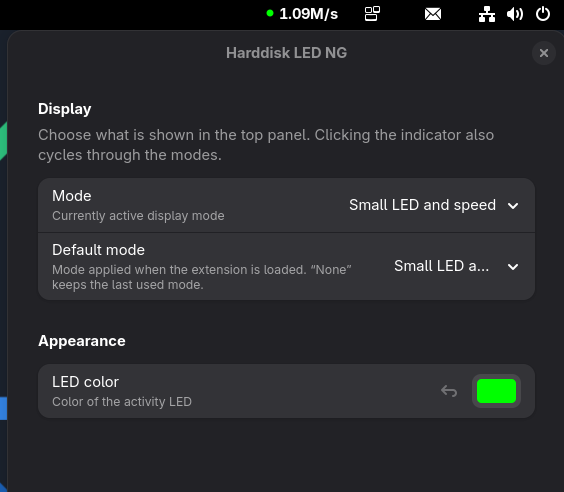 1.09M/s
Harddisk LED NG
Display
Choose what is shown in the top panel. Clicking the indicator also
cycles through the modes.
Mode
Small LED and speed
Currently active display mode
Default mode
Small LED a...
Mode applied when the extension is loaded. “None”
keeps the last used mode.
Appearance
LED color
Color of the activity LED